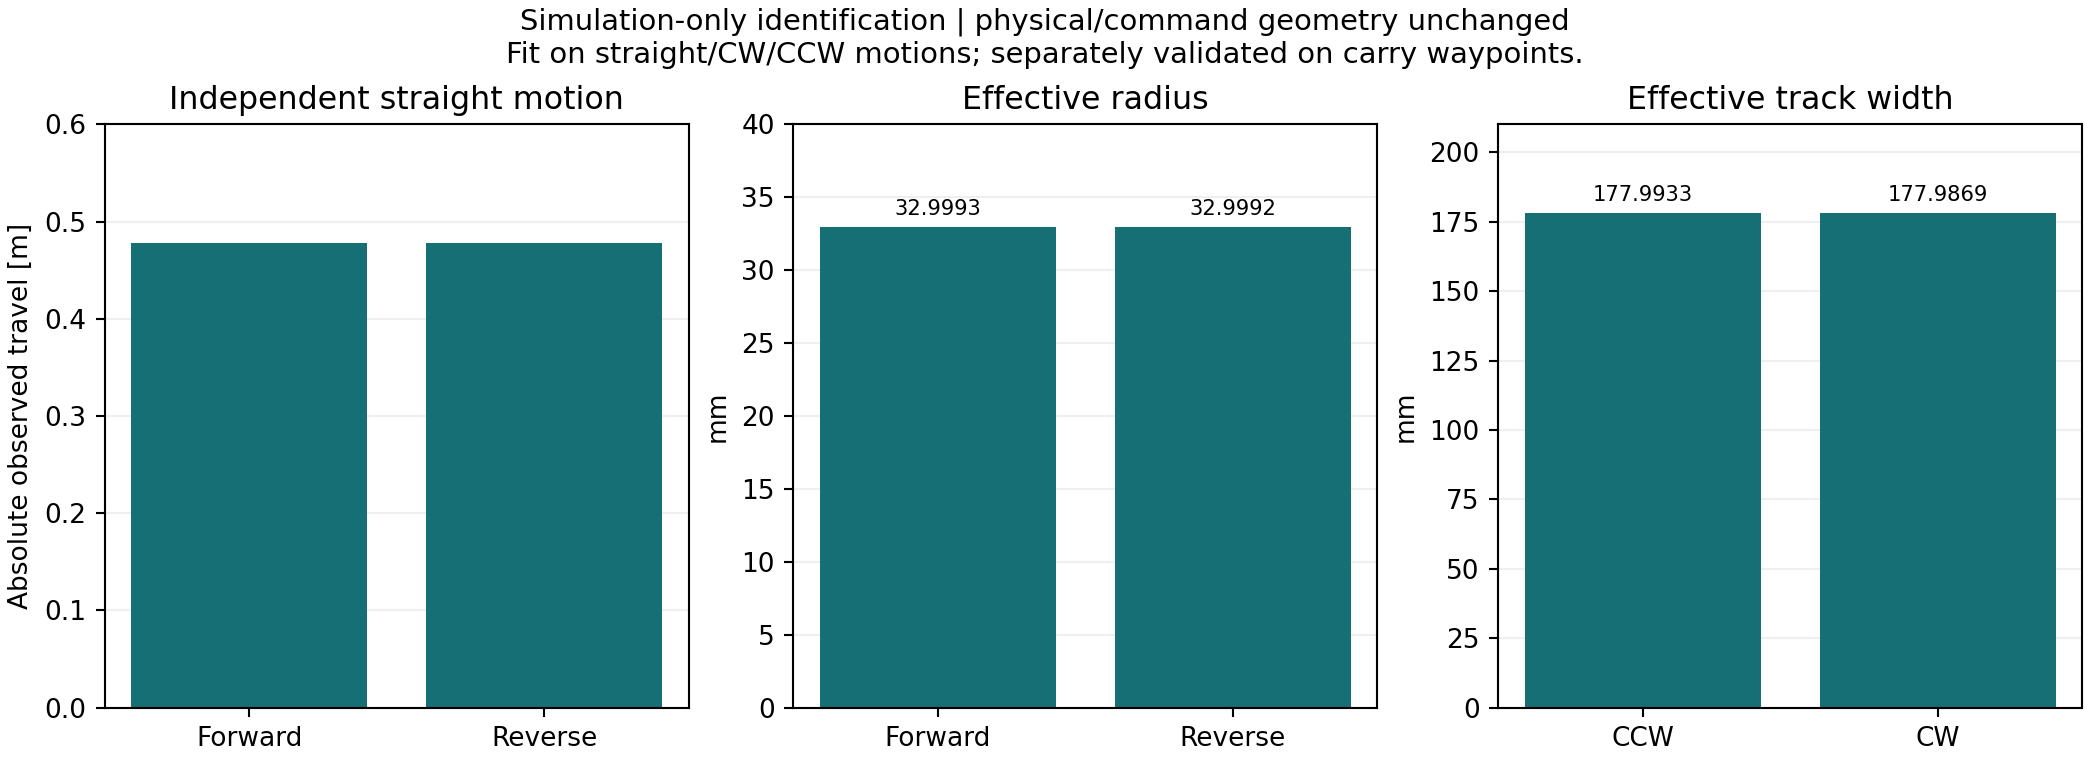 Simulation-only identification | physical/command geometry unchanged
Fit on straight/CW/CCW motions; separately validated on carry waypoints.
Independent straight motion
Absolute observed travel [m]
0.6
0.5
0.4
0.3
0.2
0.1
0.0
Forward
Reverse
Effective radius
mm
40
35
30
25
20
15
10
5
0
32.9993
32.9992
Forward
Reverse
Effective track width
mm
200
175
150
125
100
75
50
25
0
177.9933
177.9869
CCW
CW